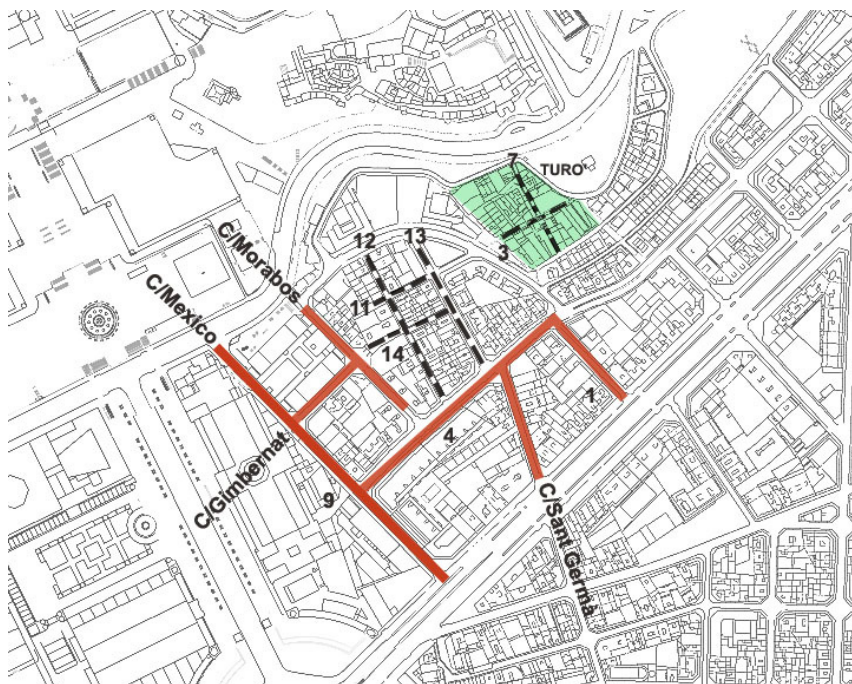 7
TURO'
3
13
12
C/Morabos
11
C/Mexico
14
1
4
C/Gimbernat
9
C/Sant Germà